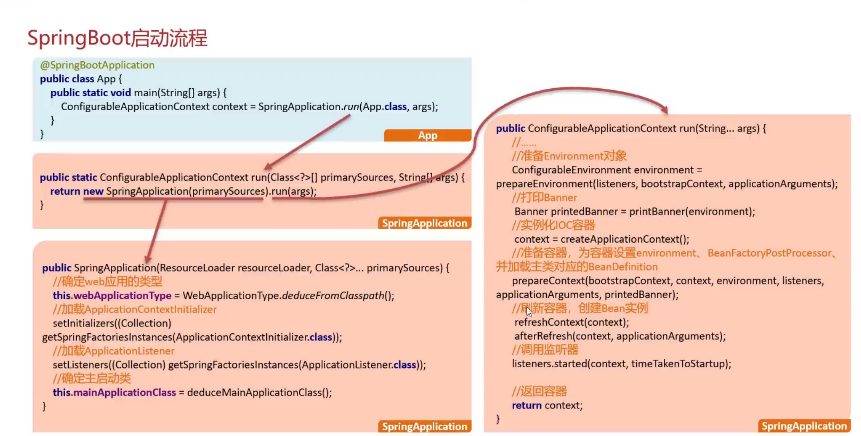 SpringBoot启动流程
@SpringBootApplication
public class App {
public static void main(String[] args) {
ConfigurableApplicationContext context = SpringApplication.run(App.class, args);
}
}
App
public static ConfigurableApplicationContext run(Class<?>[] primarySources, String[] args) {
return new SpringApplication(primarySources).run(args);
}
SpringApplication
public SpringApplication(ResourceLoader resourceLoader, Class<?>... primarySources) {
//确定web应用的类型
this.webApplicationType = WebApplicationType.deduceFromClasspath();
//加载ApplicationContextInitializer
setInitializers((Collection)
getSpringFactoriesInstances(ApplicationContextInitializer.class));
//加载ApplicationListener
setListeners((Collection) getSpringFactoriesInstances(ApplicationListener.class));
//确定主启动类
this.mainApplicationClass = deduceMainApplicationClass();
}
SpringApplication
public ConfigurableApplicationContext run(String... args) {
//......
//准备Environment对象
ConfigurableEnvironment environment =
prepareEnvironment(listeners, bootstrapContext, applicationArguments);
//打印Banner
Banner printedBanner = printBanner(environment);
//实例化IOC容器
context = createApplicationContext();
//准备容器，为容器设置environment、BeanFactoryPostProcessor、
并加载主类对应的BeanDefinition
prepareContext(bootstrapContext, context, environment, listeners,
applicationArguments, printedBanner);
//刷新容器，创建Bean实例
refreshContext(context);
afterRefresh(context, applicationArguments);
//调用监听器
listeners.started(context, timeTakenToStartup);
//返回容器
return context;
}
SpringApplication